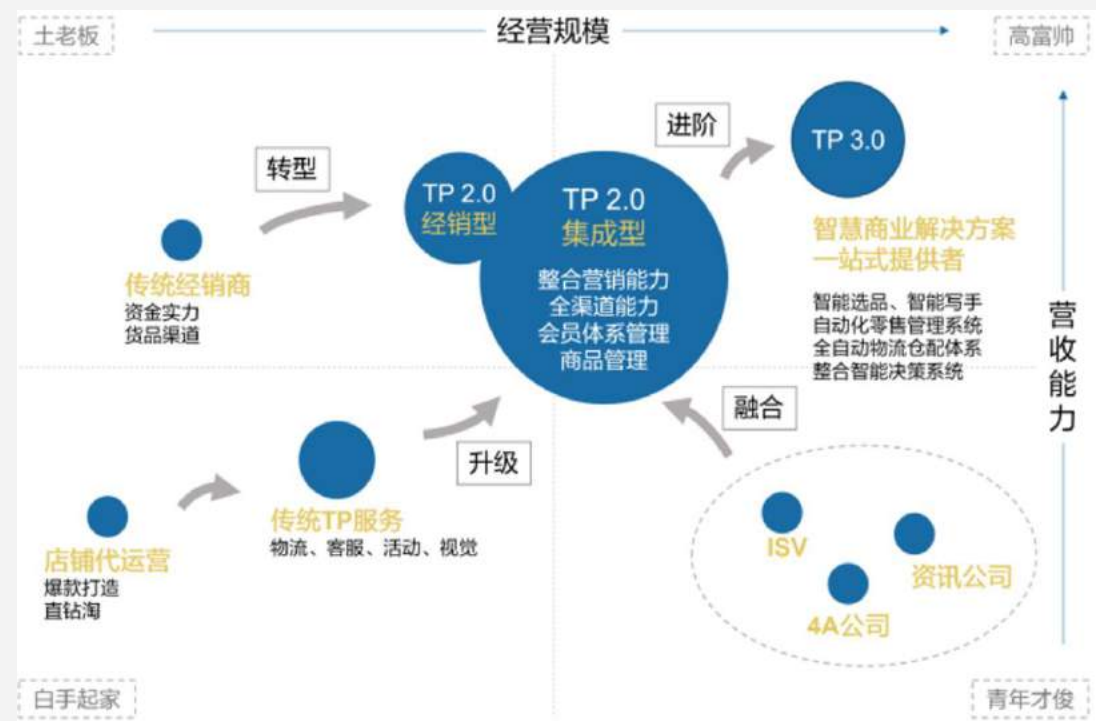 土老板
经营规模
高富帅
进阶
TP 3.0
转型
TP 2.0
经销型
TP 2.0
集成型
整合营销能力
全渠道能力
会员体系管理
商品管理
传统经销商
资金实力
货品渠道
智慧商业解决方案
一站式提供者
智能选品、智能写手
自动化零售管理系统
全自动物流仓配体系
整合智能决策系统
营收能力
融合
升级
传统TP服务
物流、客服、活动、视觉
店铺代运营
爆款打造
直钻淘
ISV
资讯公司
4A公司
白手起家
青年才俊